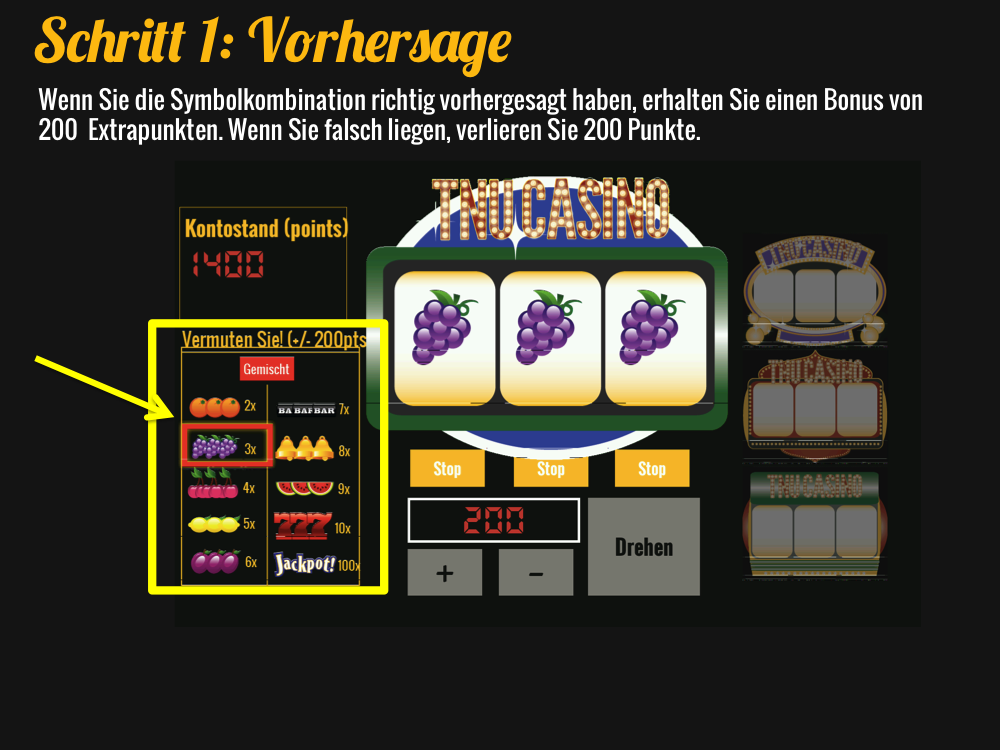 Schritt 1: Vorhersage
Wenn Sie die Symbolkombination richtig vorhergesagt haben, erhalten Sie einen Bonus von
200 Extrapunkten. Wenn Sie falsch liegen, verlieren Sie 200 Punkte.
TNUCASINO
Kontostand (points)
1400
Vermuten Sie! (+/- 200pts
Gemischt
2x
BAR BAR BAR 7x
3x
8x
4x
9x
5x
777 10x
6x
Jackpot! 100x
Stop Stop Stop
200
+ -
Drehen
TNUCASINO
TNUCASINO
TNUCASINO